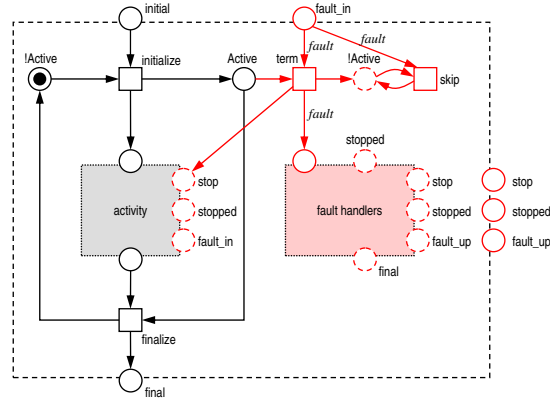 initial
fault_in
fault
fault
!Active
initialize
Active
term
!Active
skip
fault
stopped
stop
stop
stop
activity
stopped
fault handlers
stopped
stopped
fault_in
fault_up
fault_up
final
finalize
final